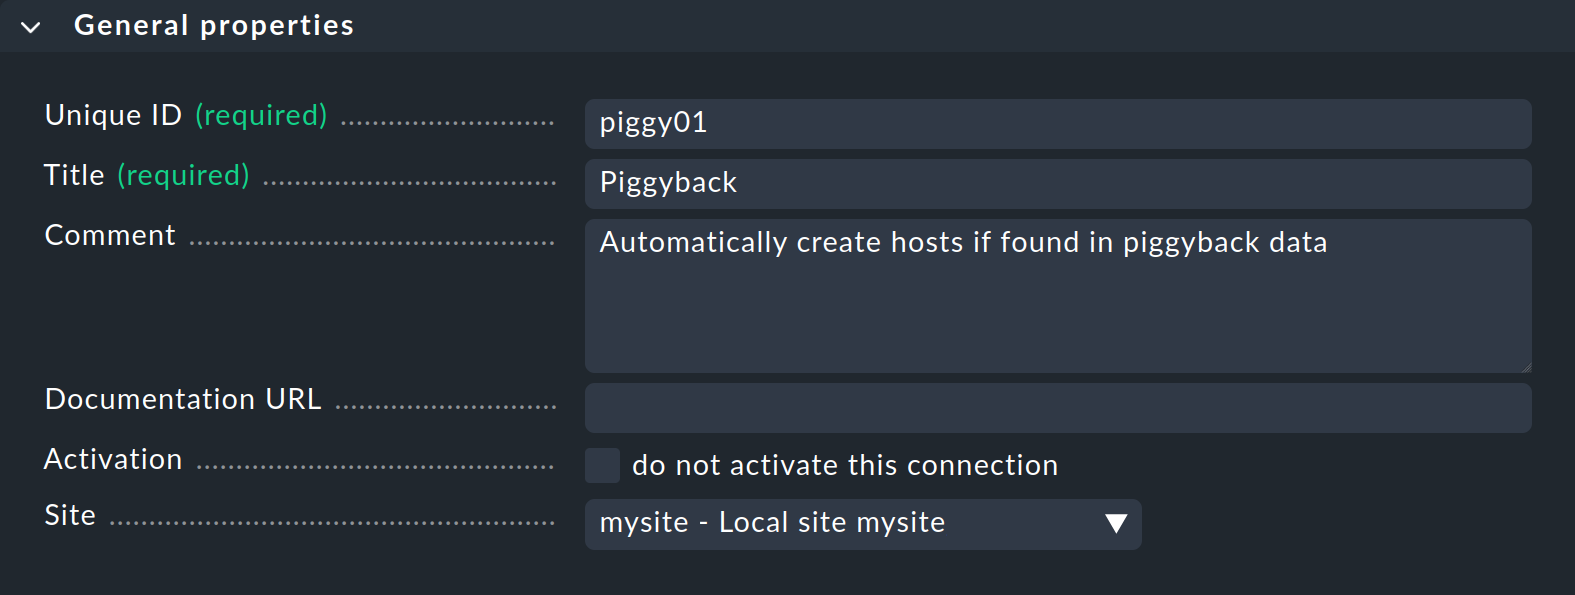 General properties
Unique ID (required)
piggy01
Title (required)
Piggyback
Comment
Automatically create hosts if found in piggyback data
Documentation URL
Activation
do not activate this connection
Site
mysite - Local site mysite